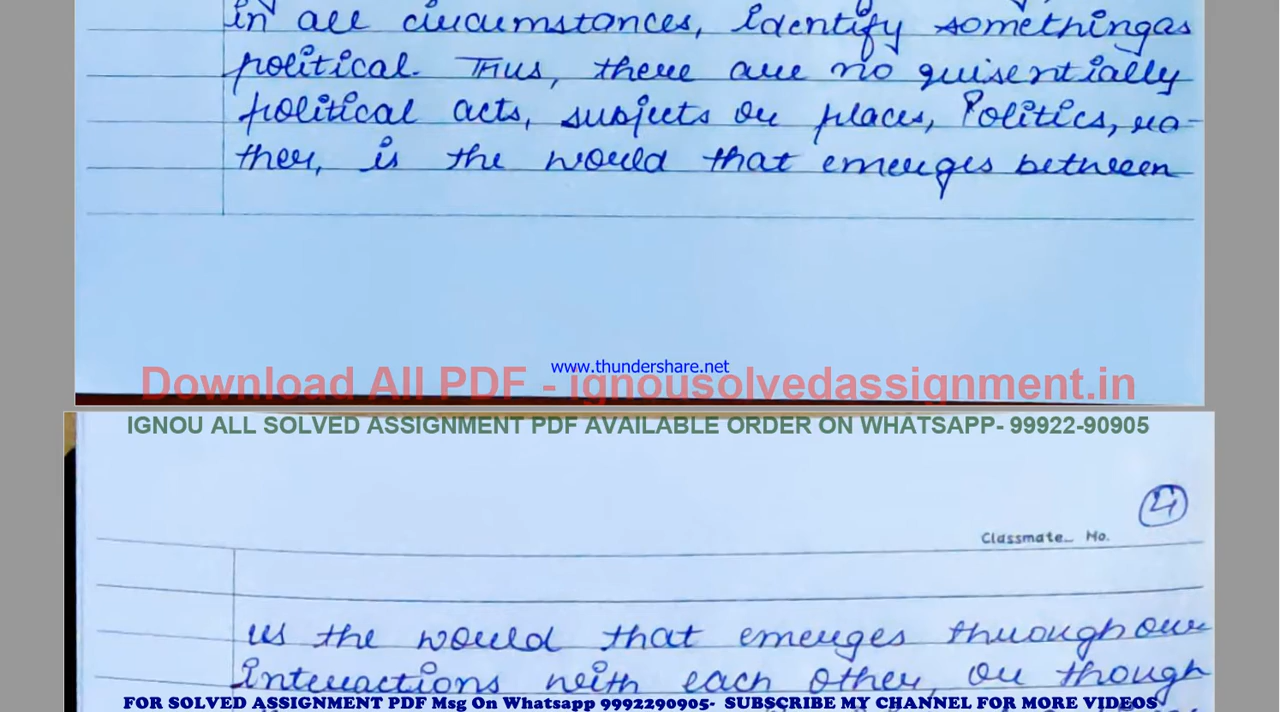 in all circumstances, identify somethingas
political. Thus, there are no quisentially
political acts, subjects or places, Politics, ra-
ther, is the world that emerges between
www.thundershare.net
Download All PDF - ignousolvedassignment.in
IGNOU ALL SOLVED ASSIGNMENT PDF AVAILABLE ORDER ON WHATSAPP- 99922-90905
4
Classmate No.
us the world that emerges through our
interactions with each other, or though
FOR SOLVED ASSIGNMENT PDF Msg On Whatsapp 9992290905- SUBSCRIBE MY CHANNEL FOR MORE VIDEOS